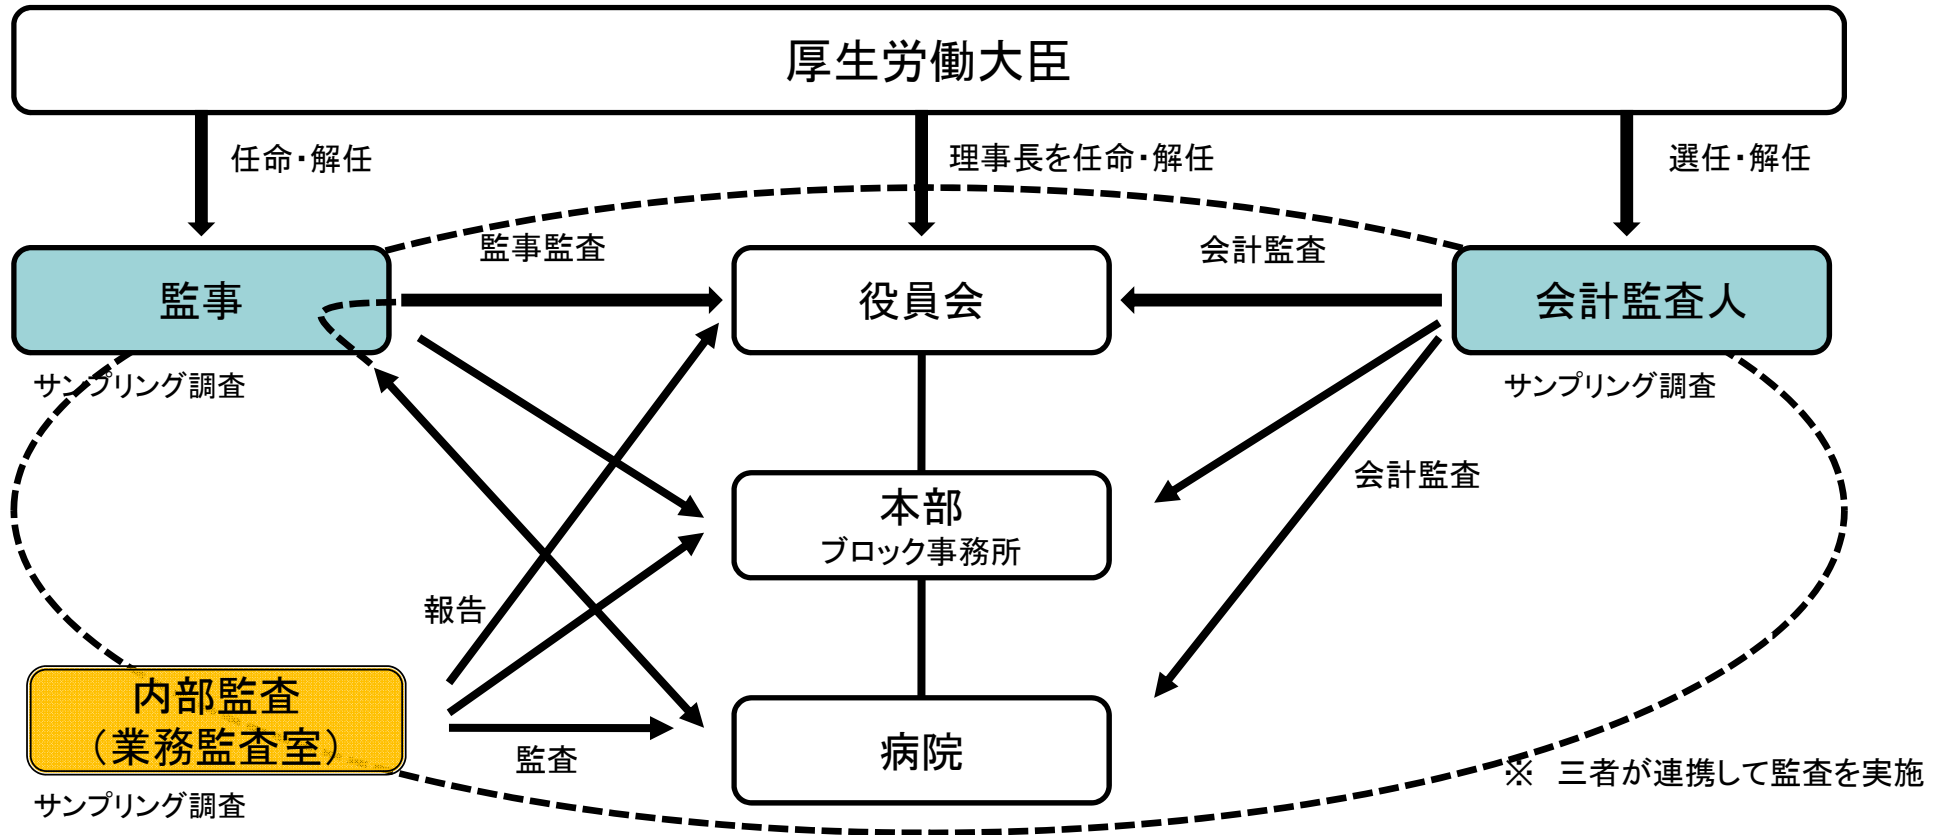 厚生労働大臣
任命・解任
理事長を任命・解任
選任・解任
監事監査
会計監査
監事
役員会
会計監査人
サンプリング調査
サンプリング調査
会計監査
本部
ブロック事務所
報告
内部監査
（業務監査室）
監査
病院
※　三者が連携して監査を実施
サンプリング調査